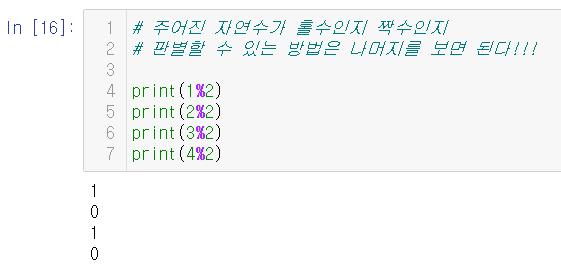 In [16]:
1 # 주어진 자연수가 홀수인지 짝수인지
2 # 판별할 수 있는 방법은 나머지를 보면 된다!!!
3
4 print(1%2)
5 print(2%2)
6 print(3%2)
7 print(4%2)
1
0
1
0